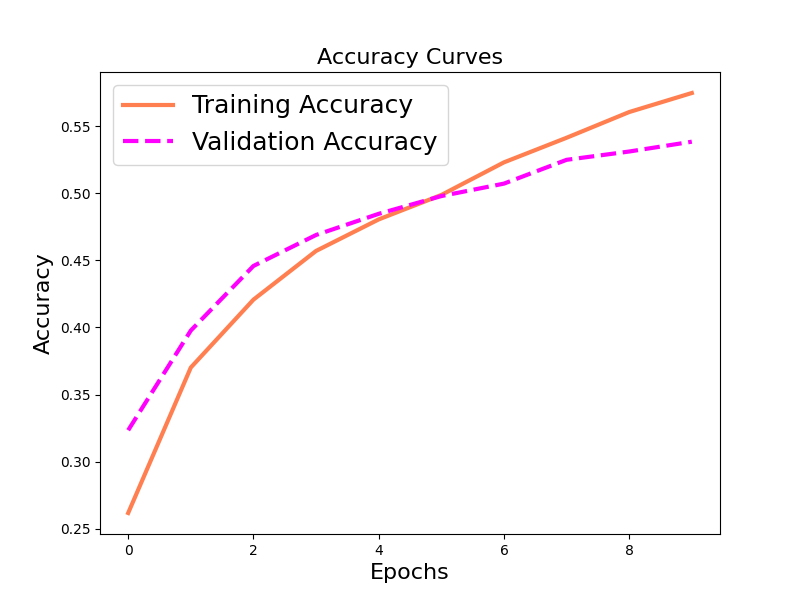 Accuracy Curves
Training Accuracy
Validation Accuracy
Accuracy
0.55
0.50
0.45
0.40
0.35
0.30
0.25
0 2 4 6 8
Epochs